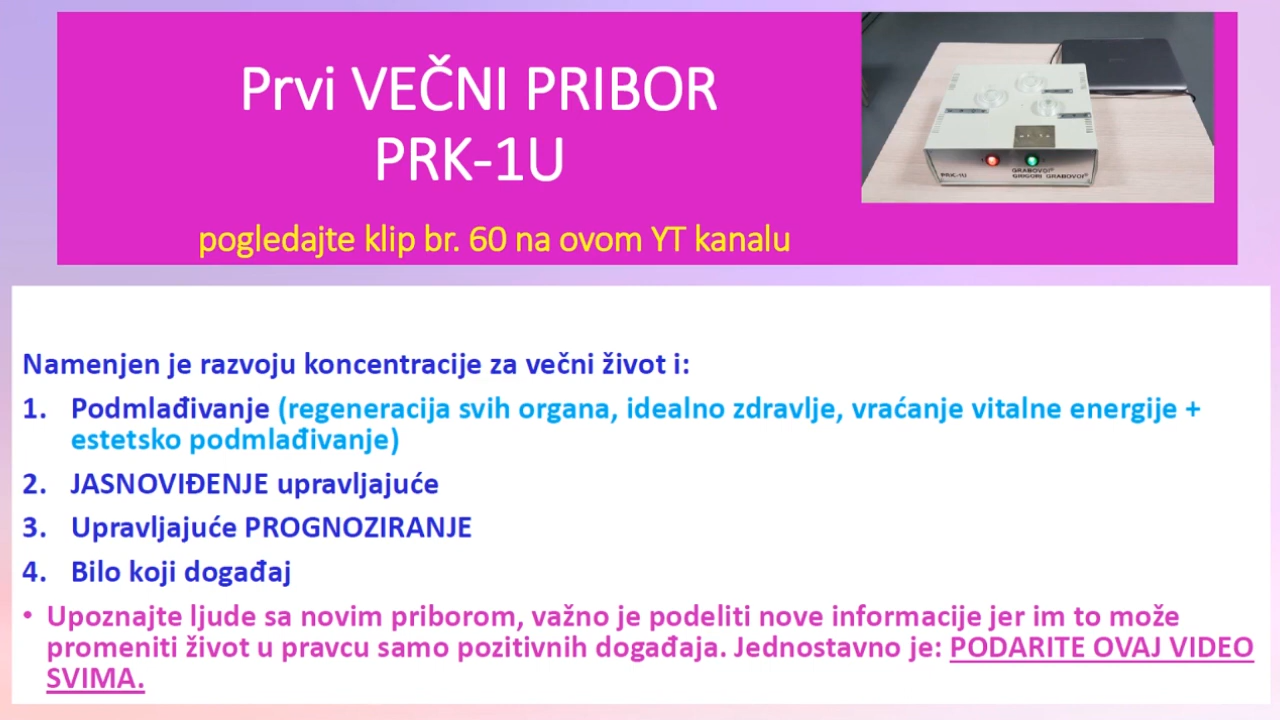 Prvi VEČNI PRIBOR
PRK-1U
pogledajte klip br. 60 na ovom YT kanalu
PRK-1U
GRABOVOI®
GRIGORI GRABOVOI®
Namenjen je razvoju koncentracije za večni život i:
1. Podmlađivanje (regeneracija svih organa, idealno zdravlje, vraćanje vitalne energije +
estetsko podmlađivanje)
2. JASNOVIĐENJE upravljajuće
3. Upravljajuće PROGNOZIRANJE
4. Bilo koji događaj
• Upoznajte ljude sa novim priborom, važno je podeliti nove informacije jer im to može
promeniti život u pravcu samo pozitivnih događaja. Jednostavno je: PODARITE OVAJ VIDEO
SVIMA.